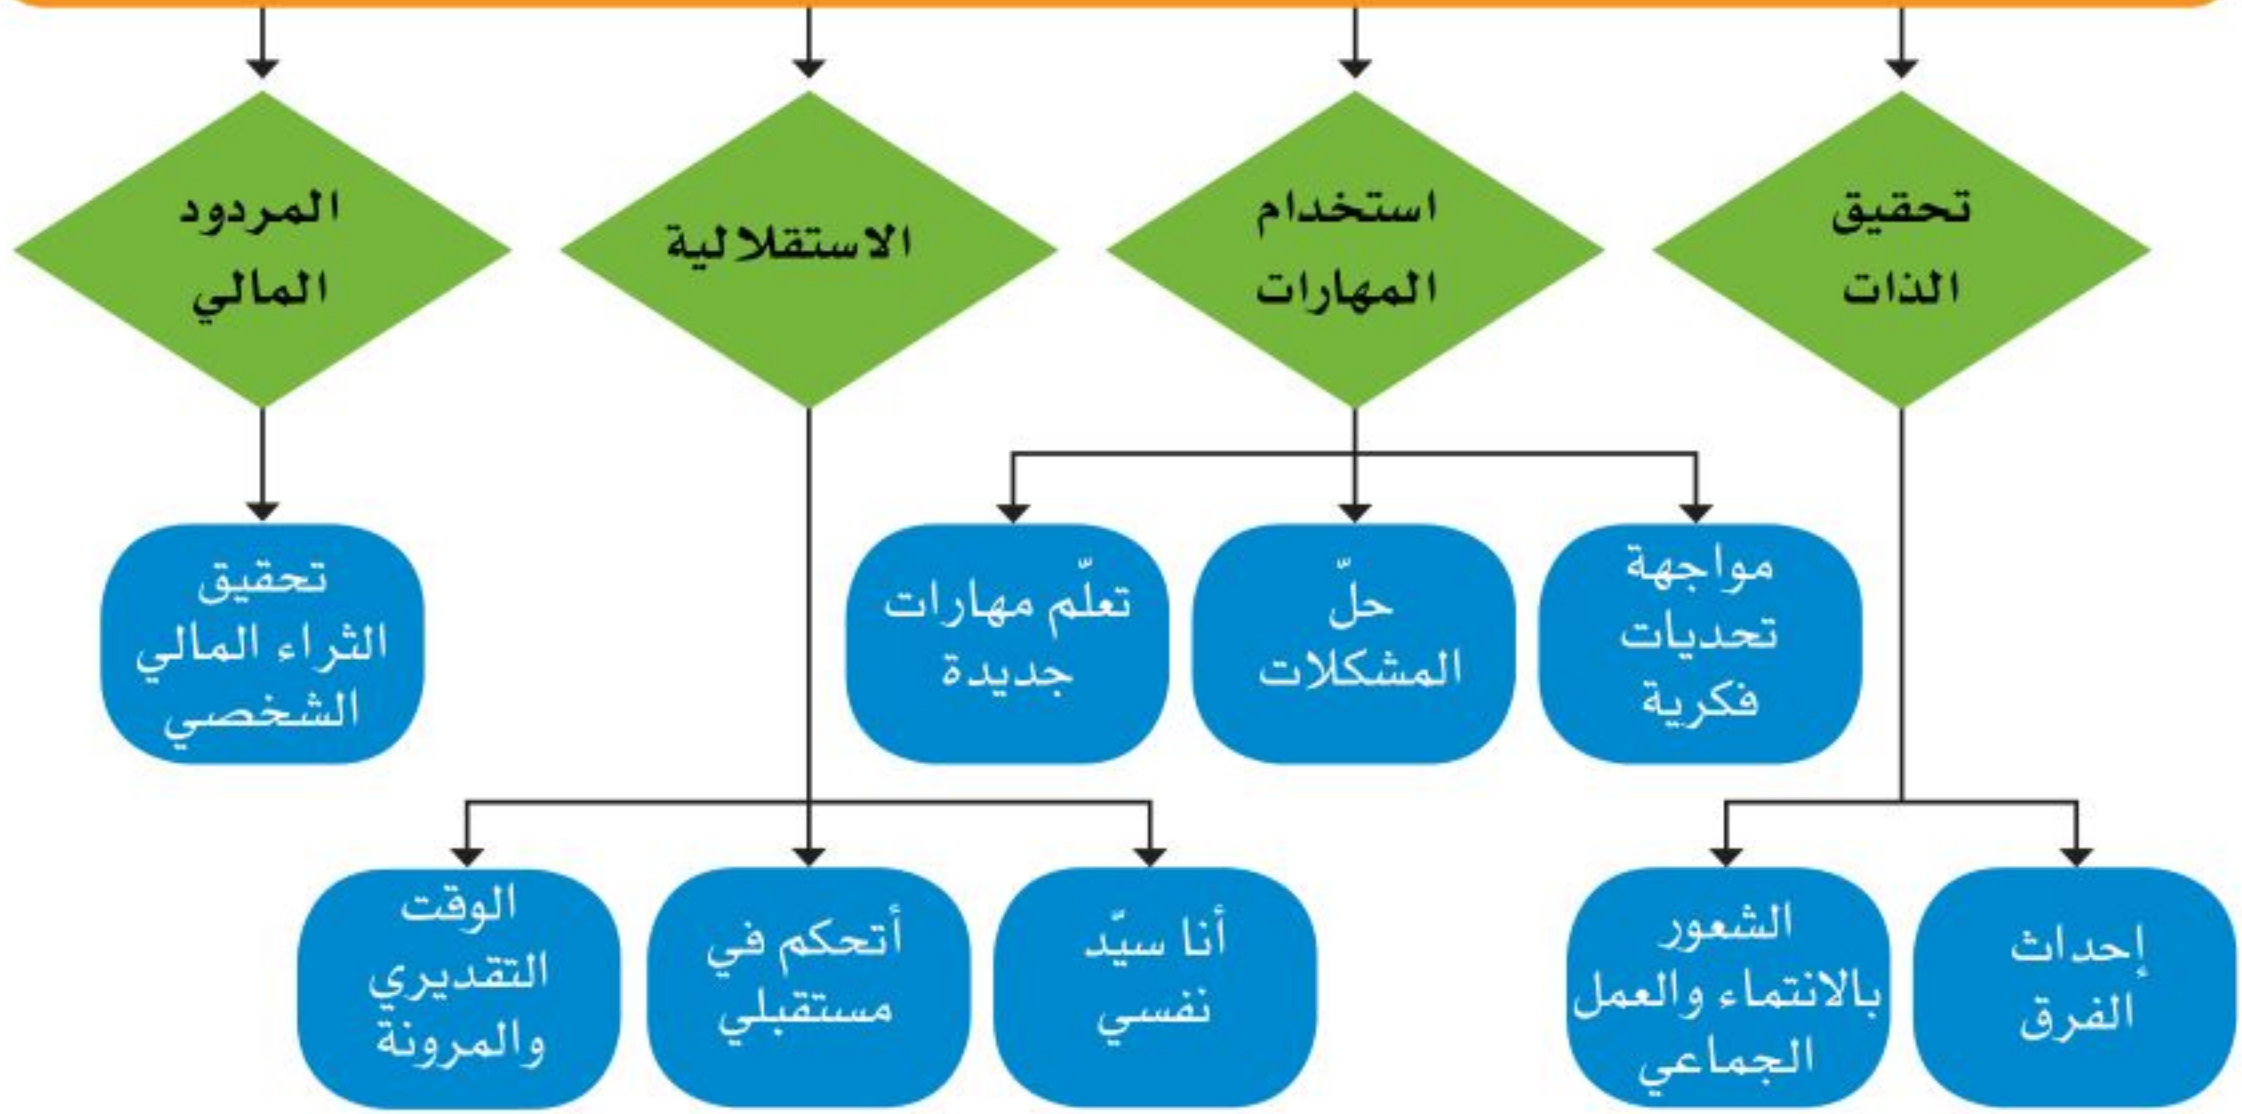 تحقيق
الذات
استخدام
المهارات
الاستقلالية
المردود
المالي
مواجهة
تحديات
فكرية
حلّ
المشكلات
تعلّم مهارات
جديدة
تحقيق
الثراء المالي
الشخصي
إحداث
الفرق
الشعور
بالانتماء والعمل
الجماعي
أنا سيّد
نفسي
أتحكم في
مستقبلي
الوقت
التقديري
والمرونة